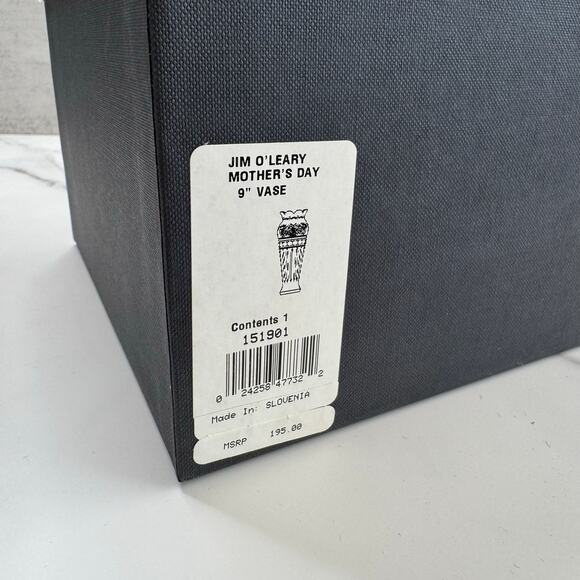 JIM O'LEARY
MOTHER'S DAY
9" VASE
Contents 1
151901
0 24258 47732 2
Made In: SLOVENIA
MSRP 195.00